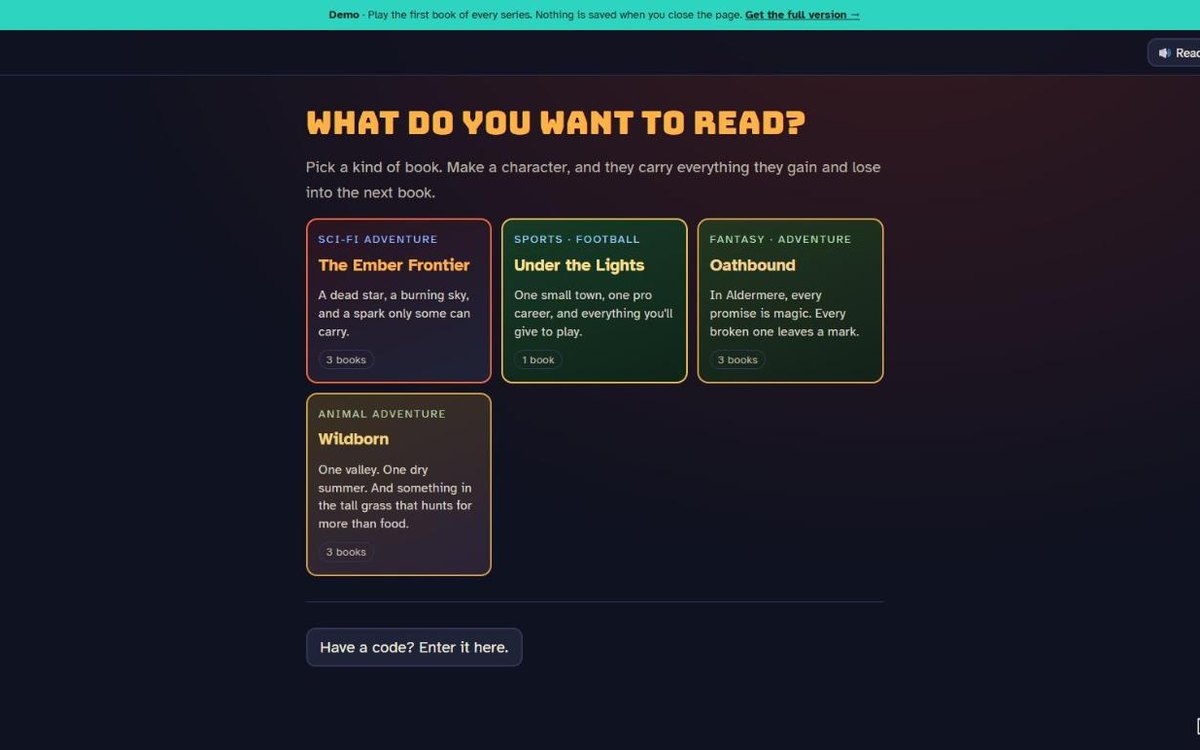 Demo · Play the first book of every series. Nothing is saved when you close the page. Get the full version →
WHAT DO YOU WANT TO READ?
Pick a kind of book. Make a character, and they carry everything they gain and lose
into the next book.
SCI-FI ADVENTURE
The Ember Frontier
A dead star, a burning sky,
and a spark only some can
carry.
3 books
SPORTS · FOOTBALL
Under the Lights
One small town, one pro
career, and everything you'll
give to play.
1 book
FANTASY · ADVENTURE
Oathbound
In Aldermere, every
promise is magic. Every
broken one leaves a mark.
3 books
ANIMAL ADVENTURE
Wildborn
One valley. One dry
summer. And something in
the tall grass that hunts for
more than food.
3 books
Have a code? Enter it here.